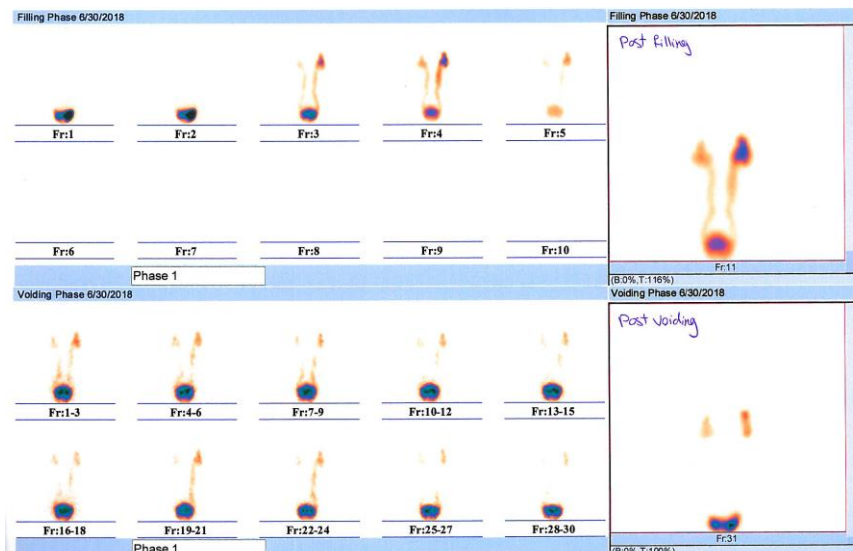 Filling Phase 6/30/2018
Fr:1 Fr:2 Fr:3 Fr:4 Fr:5
Fr:6 Fr:7 Fr:8 Fr:9 Fr:10
Phase 1
Filling Phase 6/30/2018
Post filling
Fr:11
(B:0%,T:116%)
Voiding Phase 6/30/2018
Fr:1-3 Fr:4-6 Fr:7-9 Fr:10-12 Fr:13-15
Fr:16-18 Fr:19-21 Fr:22-24 Fr:25-27 Fr:28-30
Phase 1
Voiding Phase 6/30/2018
Post voiding
Fr:31
(B:0%,T:109%)